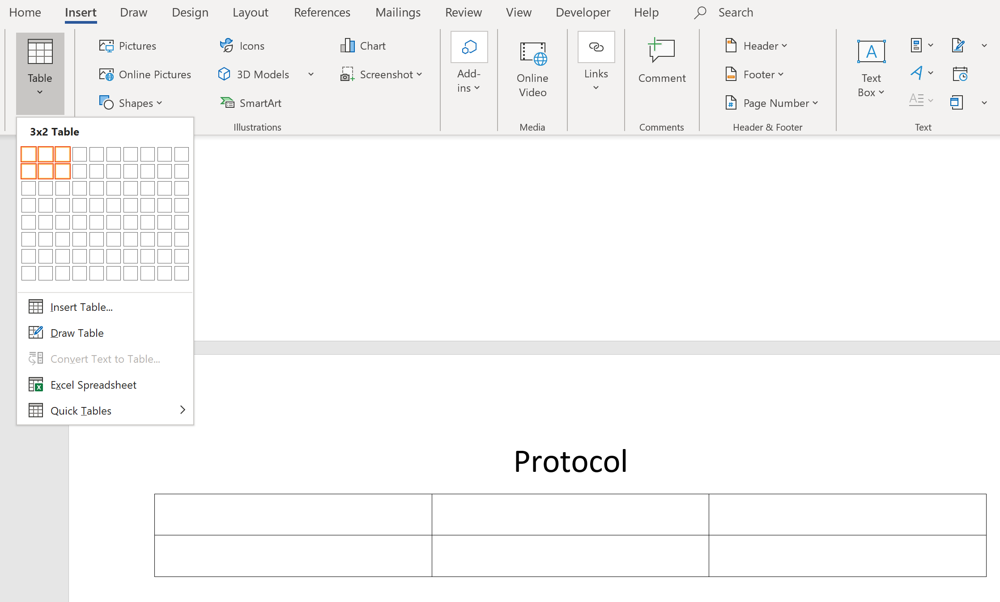 Home Insert Draw Design Layout References Mailings Review View Developer Help Search
Table
Pictures
Online Pictures
Shapes
Icons
3D Models
SmartArt
Chart
Screenshot
Illustrations
Add-
ins
Online
Video
Media
Links
Comment
Comments
Header
Footer
Page Number
Header & Footer
A
Text
Box
Text
3x2 Table
Insert Table...
Draw Table
Convert Text to Table...
Excel Spreadsheet
Quick Tables
Protocol